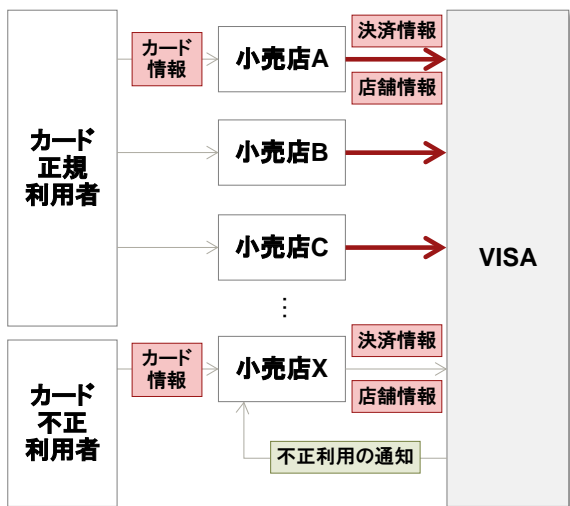 カード
正規
利用者
カード
情報
小売店A
決済情報
店舗情報
小売店B
小売店C
⋮
VISA
カード
不正
利用者
カード
情報
小売店X
決済情報
店舗情報
不正利用の通知